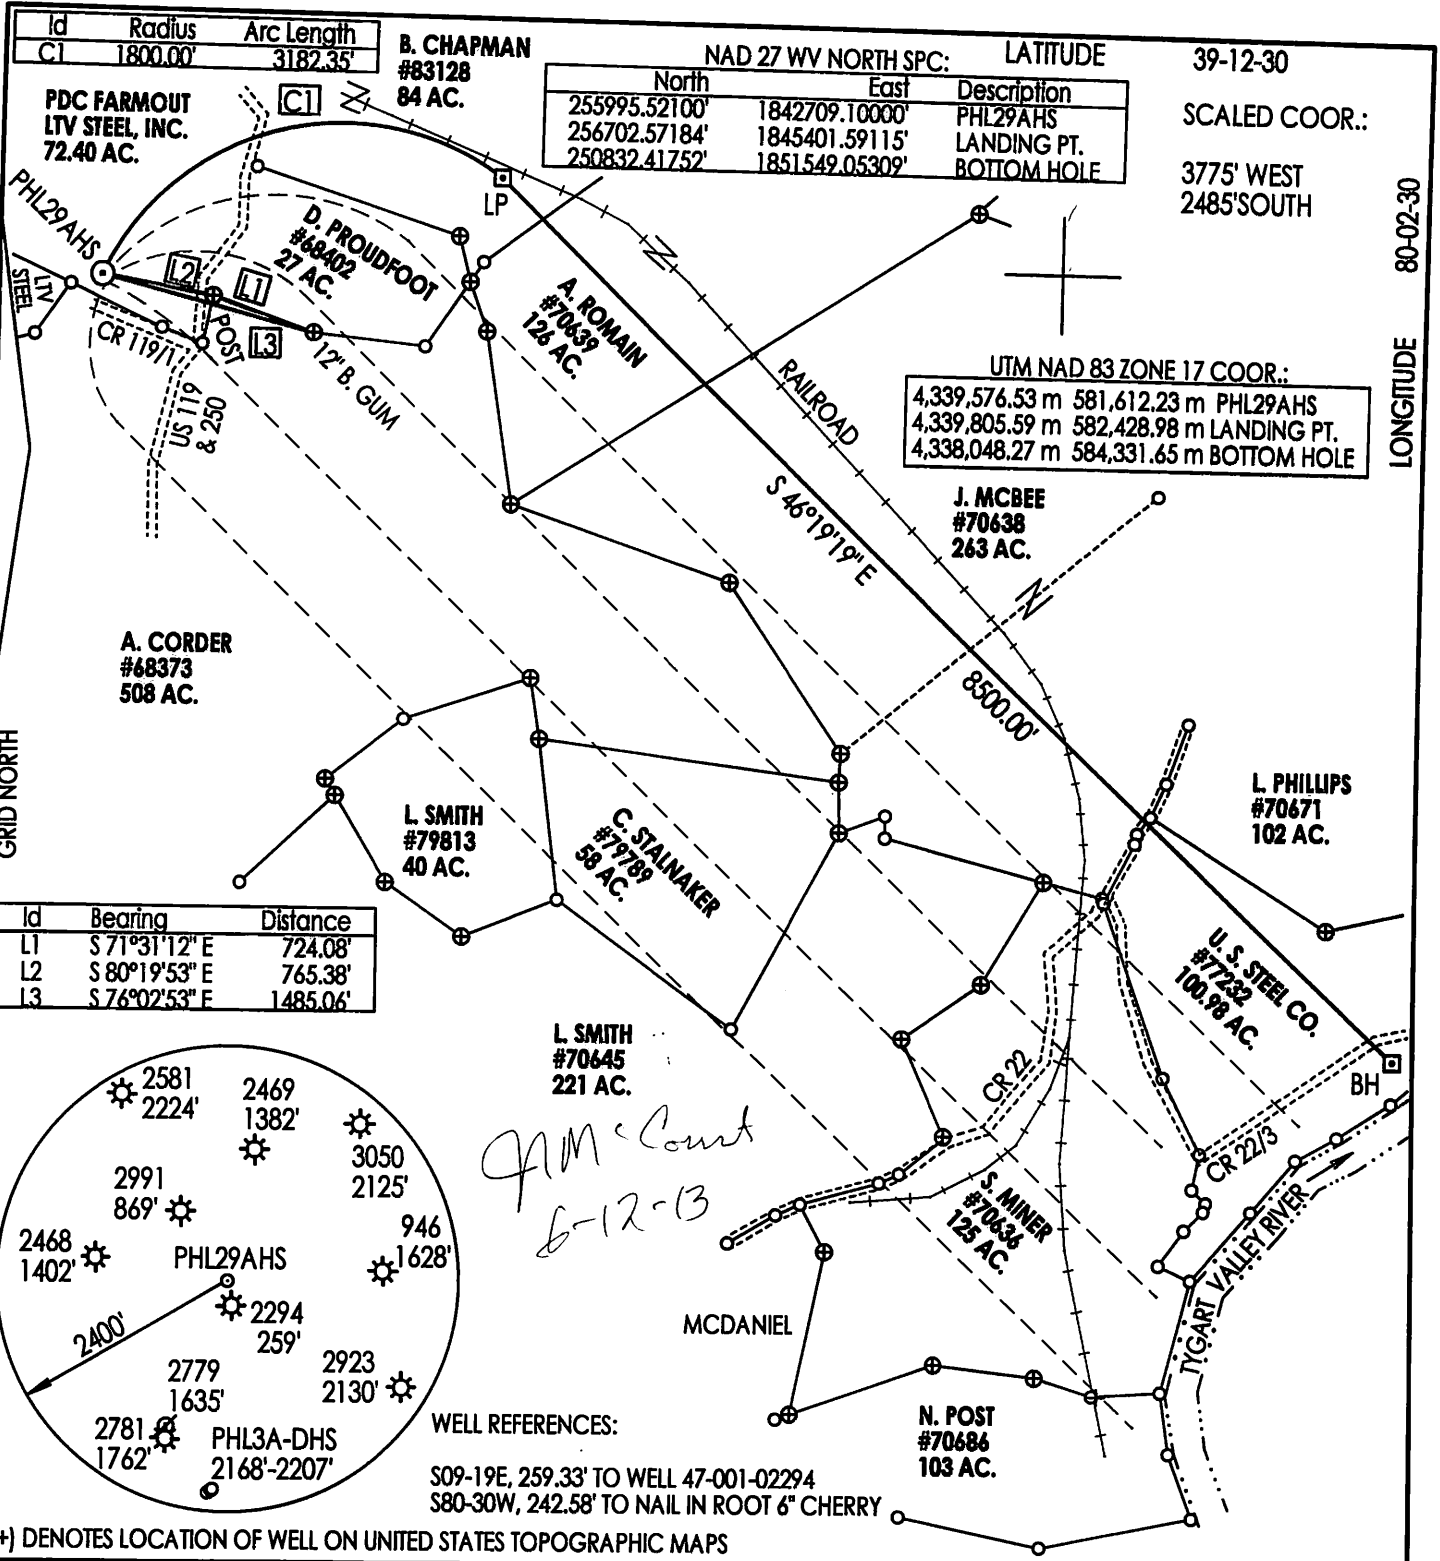 Id Radius Arc Length
C1 1800.00' 3182.35'
B. CHAPMAN
#83128
84 AC.
NAD 27 WV NORTH SPC:
North East Description
255995.52100' 1842709.10000' PHL29AHS
256702.57184' 1845401.59115' LANDING PT.
250832.41752' 1851549.05309' BOTTOM HOLE
LATITUDE 39-12-30
SCALED COOR.:
3775' WEST
2485'SOUTH
LONGITUDE 80-02-30
PDC FARMOUT
LTV STEEL, INC.
72.40 AC.
C1
LP
PHL29AHS
D. PROUDFOOT
#68402
27 AC.
L2
L1
L3
LTV
STEEL
CR 119/1
POST
12" B. GUM
US 119
& 250
A. ROMAIN
#70639
126 AC.
RAILROAD
UTM NAD 83 ZONE 17 COOR.:
4,339,576.53 m 581,612.23 m PHL29AHS
4,339,805.59 m 582,428.98 m LANDING PT.
4,338,048.27 m 584,331.65 m BOTTOM HOLE
S 46°19'19" E
8500.00'
J. MCBEE
#70638
263 AC.
A. CORDER
#68373
508 AC.
GRID NORTH
L. SMITH
#79813
40 AC.
C. STALNAKER
#79789
58 AC.
L. PHILLIPS
#70671
102 AC.
Id Bearing Distance
L1 S 71°31'12" E 724.08'
L2 S 80°19'53" E 765.38'
L3 S 76°02'53" E 1485.06'
U. S. STEEL CO.
#77232
100.98 AC.
L. SMITH
#70645
221 AC.
CR 22
BH
CR 22/3
6-12-13
S. MINER
#70636
125 AC.
TYGART VALLEY RIVER
MCDANIEL
N. POST
#70686
103 AC.
2581
2224'
2469
1382'
3050
2125'
2991
869'
946
1628'
2468
1402'
PHL29AHS
2294
259'
2400'
2923
2130'
2779
1635'
2781
1762'
PHL3A-DHS
2168'-2207'
WELL REFERENCES:
S09-19E, 259.33' TO WELL 47-001-02294
S80-30W, 242.58' TO NAIL IN ROOT 6" CHERRY
+) DENOTES LOCATION OF WELL ON UNITED STATES TOPOGRAPHIC MAPS